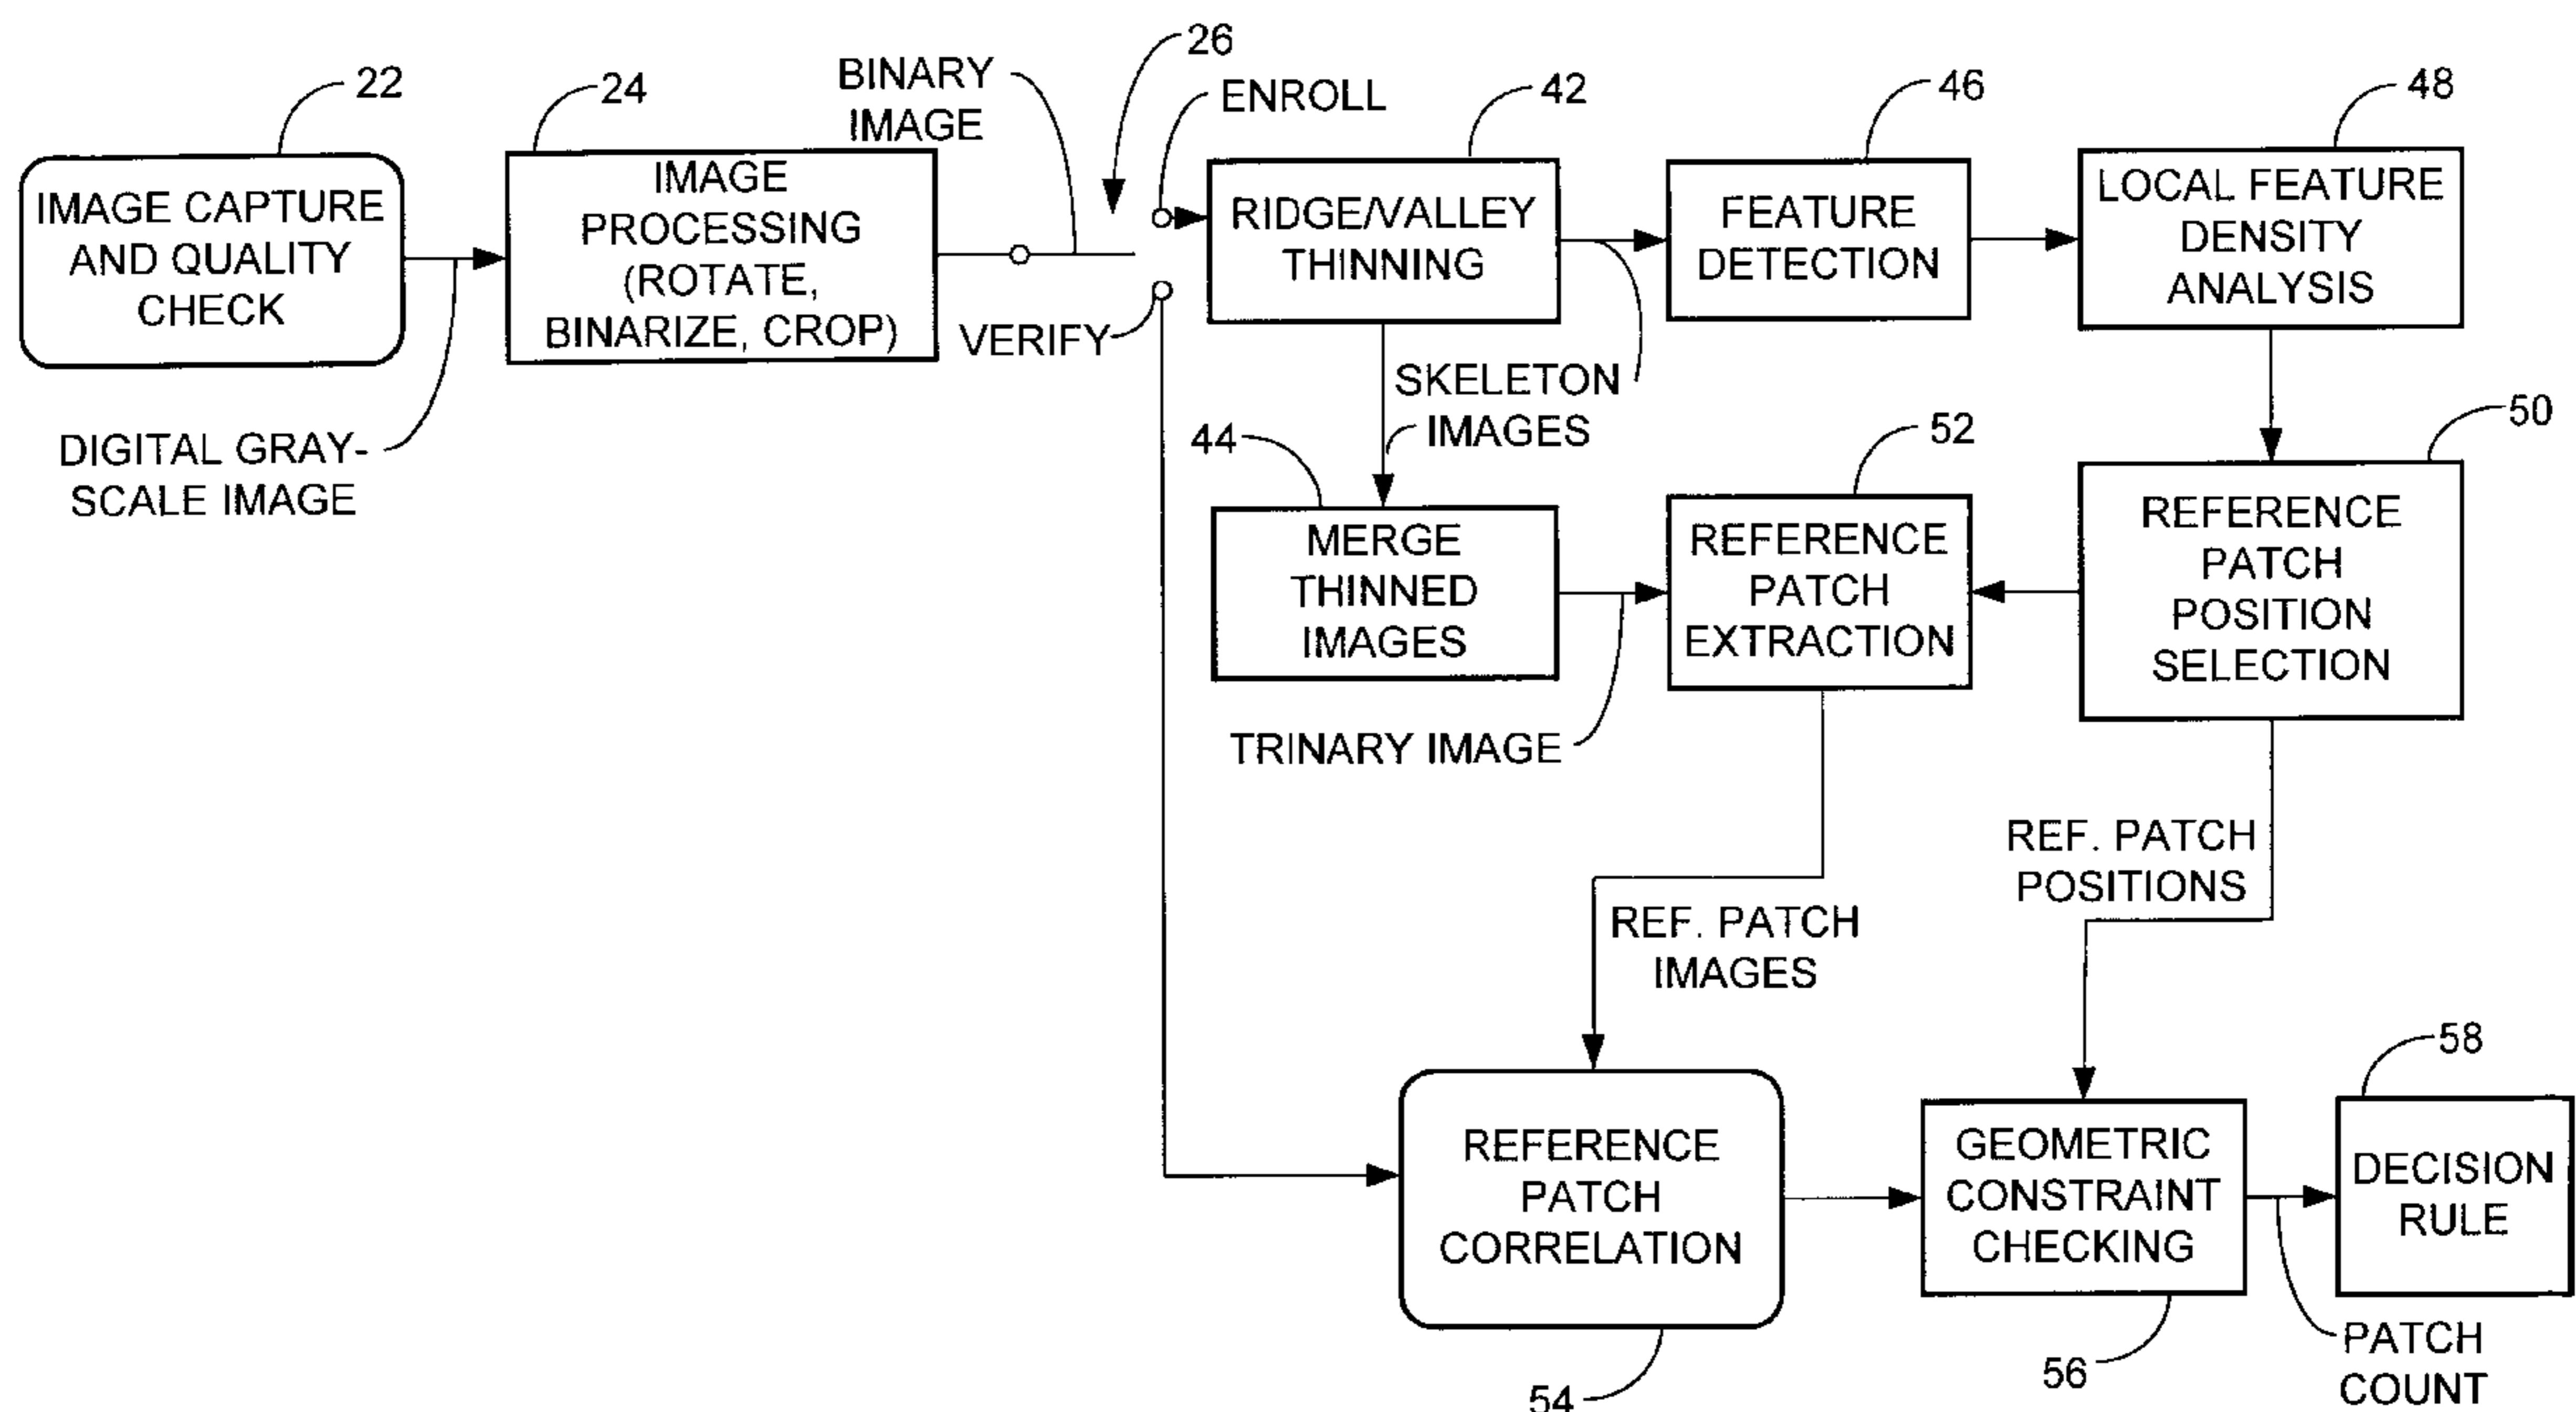 22
IMAGE CAPTURE
AND QUALITY
CHECK
DIGITAL GRAY-
SCALE IMAGE
24
IMAGE
PROCESSING
(ROTATE,
BINARIZE, CROP)
BINARY
IMAGE
26
ENROLL
VERIFY
42
RIDGE/VALLEY
THINNING
SKELETON
IMAGES
46
FEATURE
DETECTION
48
LOCAL FEATURE
DENSITY
ANALYSIS
44
MERGE
THINNED
IMAGES
TRINARY IMAGE
52
REFERENCE
PATCH
EXTRACTION
50
REFERENCE
PATCH
POSITION
SELECTION
REF. PATCH
IMAGES
REF. PATCH
POSITIONS
REFERENCE
PATCH
CORRELATION
54
GEOMETRIC
CONSTRAINT
CHECKING
56
58
DECISION
RULE
PATCH
COUNT